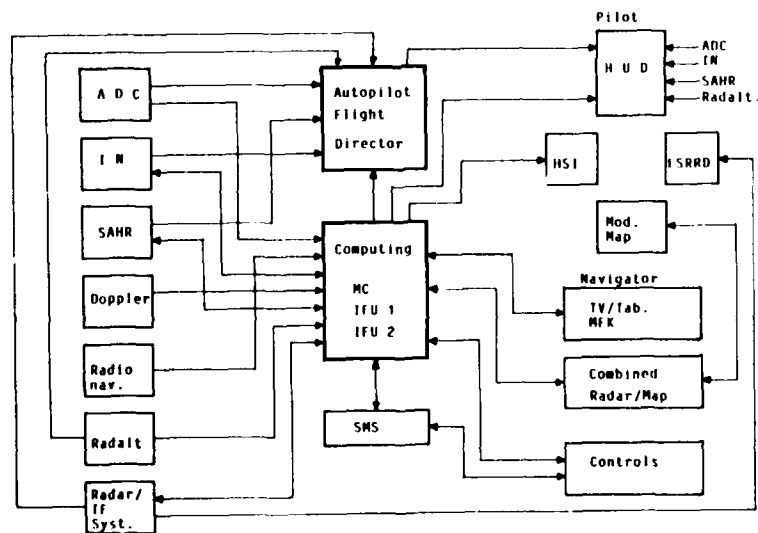 Pilot
H U D
ADC
IN
SAHR
Radalt.
A D C
Autopilot
Flight
Director
I N
HSI
ESRRD
SAHR
Mod.
Map
Computing
MC
IFU 1
IFU 2
Doppler
Navigator
TV/Tab.
MFK
Radio
nav.
Combined
Radar/Map
Radalt
SMS
Controls
Radar/
TF
Syst.